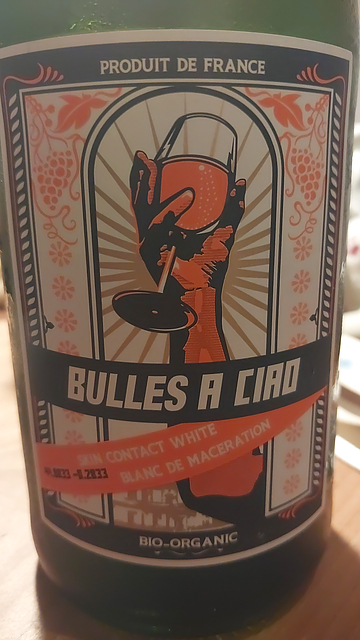 PRODUIT DE FRANCE
BULLES A CIAO
SKIN CONTACT WHITE
BLANC DE MACERATION
BIO-ORGANIC